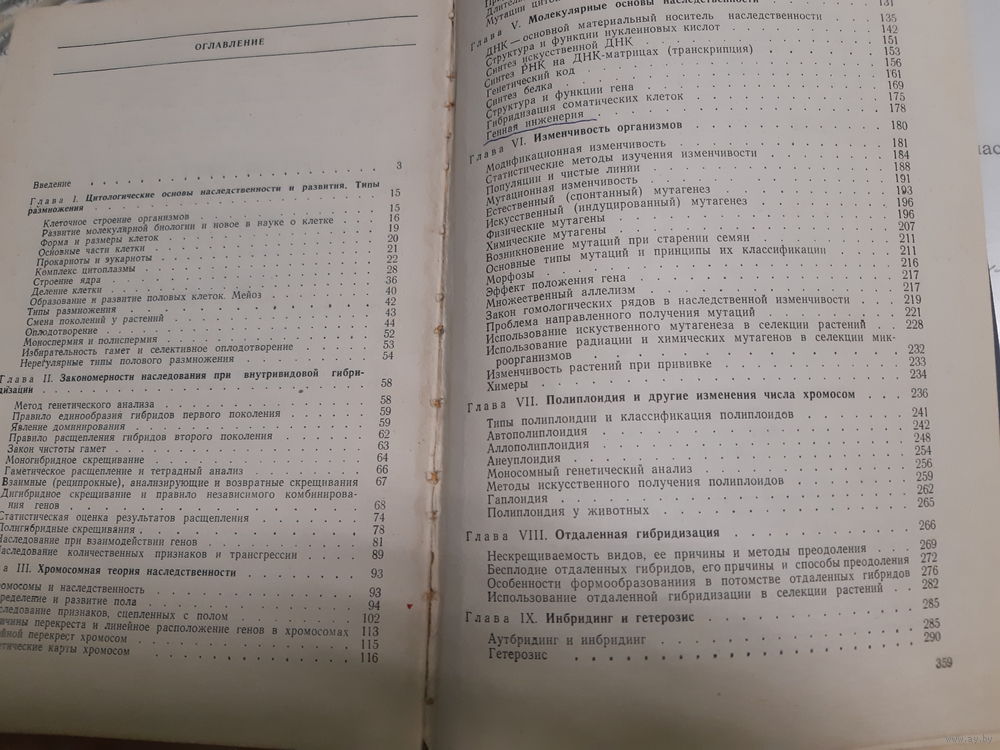 ОГЛАВЛЕНИЕ
Введение . . . 3
Глава I. Цитологические основы наследственности и развития. Типы
размножения . . . 15
Клеточное строение организмов . . . 15
Развитие молекулярной биологии и новое в науке о клетке . . . 16
Форма и размеры клеток . . . 19
Основные части клетки . . . 20
Прокариоты и эукариоты . . . 21
Комплекс цитоплазмы . . . 22
Строение ядра . . . 28
Деление клетки . . . 36
Образование и развитие половых клеток. Мейоз . . . 40
Типы размножения . . . 42
Смена поколений у растений . . . 43
Оплодотворение . . . 44
Моноспермия и полиспермия . . . 52
Избирательность гамет и селективное оплодотворение . . . 53
Нерегулярные типы полового размножения . . . 54
Глава II. Закономерности наследования при внутривидовой гибри-
дизации . . . 58
Метод генетического анализа . . . 58
Правило единообразия гибридов первого поколения . . . 59
Явление доминирования . . . 59
Правило расщепления гибридов второго поколения . . . 62
Закон чистоты гамет . . . 63
Моногибридное скрещивание . . . 64
Гаметическое расщепление и тетрадный анализ . . . 66
Взаимные (реципрокные), анализирующие и возвратные скрещивания 67
Дигибридное скрещивание и правило независимого комбинирова-
ния генов . . . 68
Статистическая оценка результатов расщепления . . . 74
Полигибридные скрещивания . . . 78
Наследование при взаимодействии генов . . . 81
Наследование количественных признаков и трансгрессии . . . 89
а III. Хромосомная теория наследственности . . . 93
ромосомы и наследственность . . . 93
ределение и развитие пола . . . 94
следование признаков, сцепленных с полом . . . 102
ичины перекреста и линейное расположение генов в хромосомах 113
йной перекрест хромосом . . . 115
етические карты хромосом . . . 116
Мутации
Глава V. Молекулярные основы наследственности . . . 131
ДНК — основной материальный носитель наследственности . . . 135
Структура и функции нуклеиновых кислот . . . 142
Синтез искусственной ДНК . . . 151
Синтез РНК на ДНК-матрицах (транскрипция) . . . 153
Генетический код . . . 156
Синтез белка . . . 161
Структура и функции гена . . . 169
Гибридизация соматических клеток . . . 175
Генная инженерия . . . 178
Глава VI. Изменчивость организмов . . . 180
Модификационная изменчивость . . . 181
Статистические методы изучения изменчивости . . . 184
Популяции и чистые линии . . . 188
Мутационная изменчивость . . . 191
Естественный (спонтанный) мутагенез . . . 193
Искусственный (индуцированный) мутагенез . . . 196
Физические мутагены . . . 196
Химические мутагены . . . 207
Возникновение мутаций при старении семян . . . 211
Основные типы мутаций и принципы их классификации . . . 211
Морфозы . . . 216
Эффект положения гена . . . 217
Множественный аллелизм . . . 217
Закон гомологических рядов в наследственной изменчивости . . . 219
Проблема направленного получения мутаций . . . 221
Использование искуственного мутагенеза в селекции растений . . . 228
Использование радиации и химических мутагенов в селекции мик-
роорганизмов . . . 232
Изменчивость растений при прививке . . . 233
Химеры . . . 234
Глава VII. Полиплоидия и другие изменения числа хромосом . . . 236
Типы полиплоидии и классификация полиплоидов . . . 241
Автополиплоидия . . . 242
Аллополиплоидия . . . 248
Анеуплоидия . . . 254
Моносомный генетический анализ . . . 256
Методы искусственного получения полиплоидов . . . 259
Гаплоидия . . . 262
Полиплоидия у животных . . . 265
Глава VIII. Отдаленная гибридизация . . . 266
Нескрещиваемость видов, ее причины и методы преодоления . . . 269
Бесплодие отдаленных гибридов, его причины и способы преодоления 272
Особенности формообразованиия в потомстве отдаленных гибридов 276
Использование отдаленной гибридизации в селекции растений . . . 282
Глава IX. Инбридинг и гетерозис . . . 285
Аутбридинг и инбридинг . . . 285
Гетерозис . . . 290
359
www.ay.by